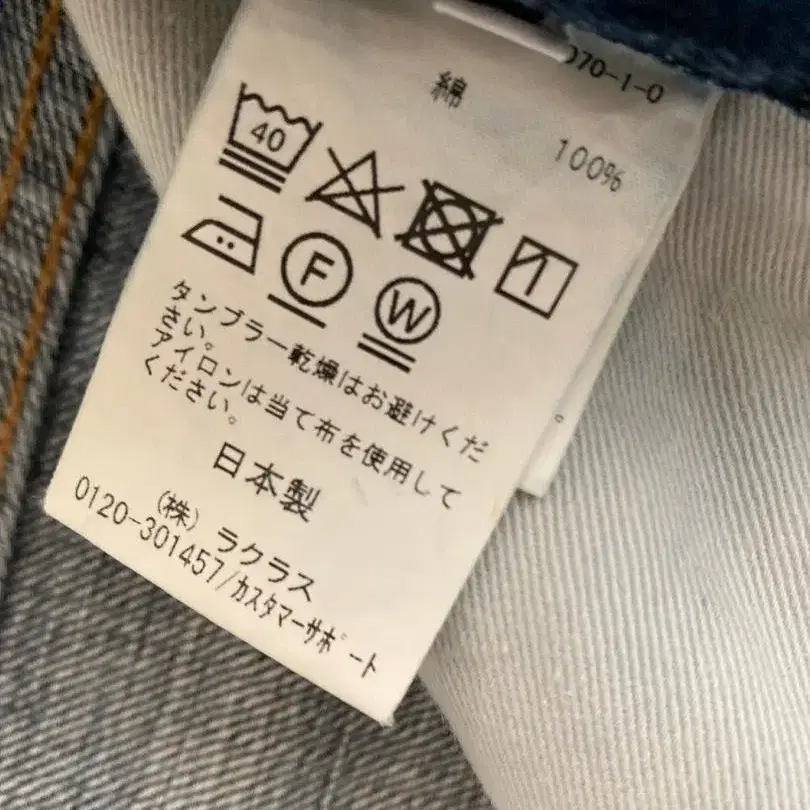 070-1-0
綿
100%
40
F
W
タンブラー乾燥はお避けくだ
さい。
アイロンは当て布を使用して
ください。
日本製
(株) ラクラス
0120-301457/カスタマーサポート
。